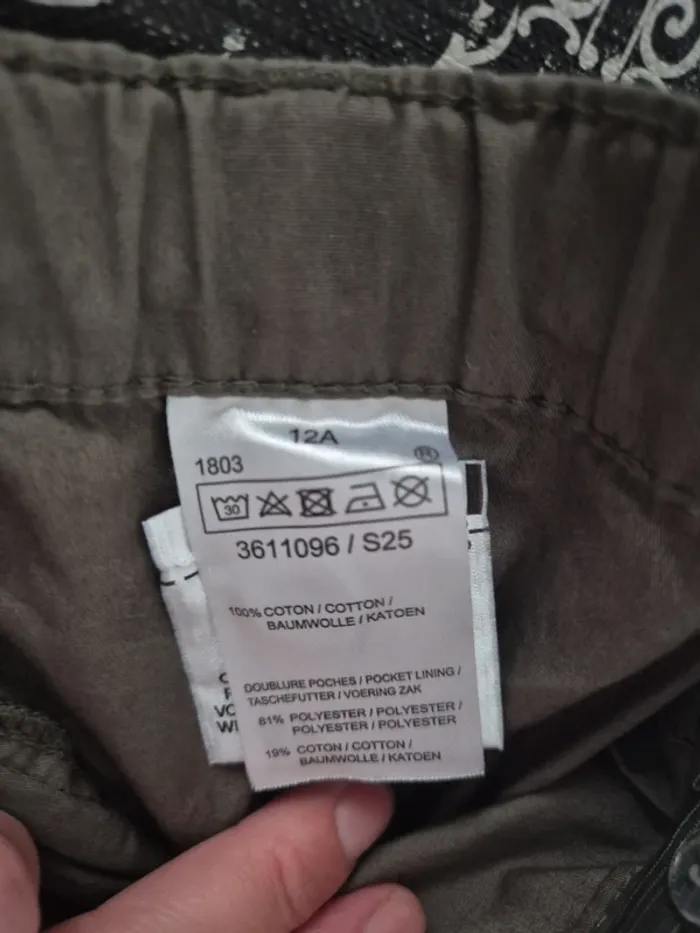 12A
1803
®
30
3611096 / S25
100% COTON / COTTON /
BAUMWOLLE / KATOEN
DOUBLURE POCHES / POCKET LINING /
TASCHEFUTTER / VOERING ZAK
81% POLYESTER / POLYESTER /
POLYESTER / POLYESTER
19% COTON / COTTON /
BAUMWOLLE / KATOEN